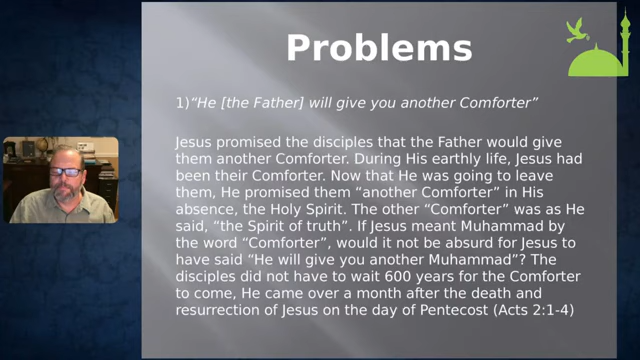 Problems
1)“He [the Father] will give you another Comforter”
Jesus promised the disciples that the Father would give
them another Comforter. During His earthly life, Jesus had
been their Comforter. Now that He was going to leave
them, He promised them “another Comforter” in His
absence, the Holy Spirit. The other “Comforter” was as He
said, “the Spirit of truth”. If Jesus meant Muhammad by
the word “Comforter”, would it not be absurd for Jesus to
have said “He will give you another Muhammad”? The
disciples did not have to wait 600 years for the Comforter
to come, He came over a month after the death and
resurrection of Jesus on the day of Pentecost (Acts 2:1-4)